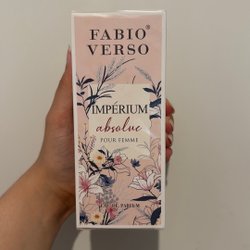 FABIO®
VERSO
IMPÉRIUM
absolue
POUR FEMME
EAU DE PARFUM